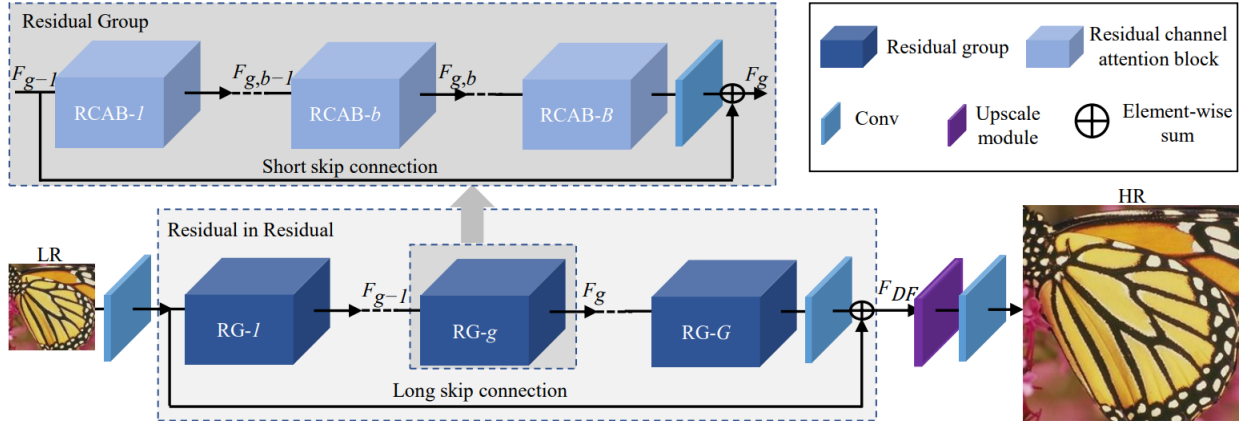 Residual Group
F_{g−1}
RCAB-1
F_{g,b−1}
RCAB-b
F_{g,b}
RCAB-B
F_g
Short skip connection
Residual group
Residual channel
attention block
Conv
Upscale
module
Element-wise
sum
Residual in Residual
LR
RG-1
F_{g−1}
RG-g
F_g
RG-G
F_{DF}
HR
Long skip connection